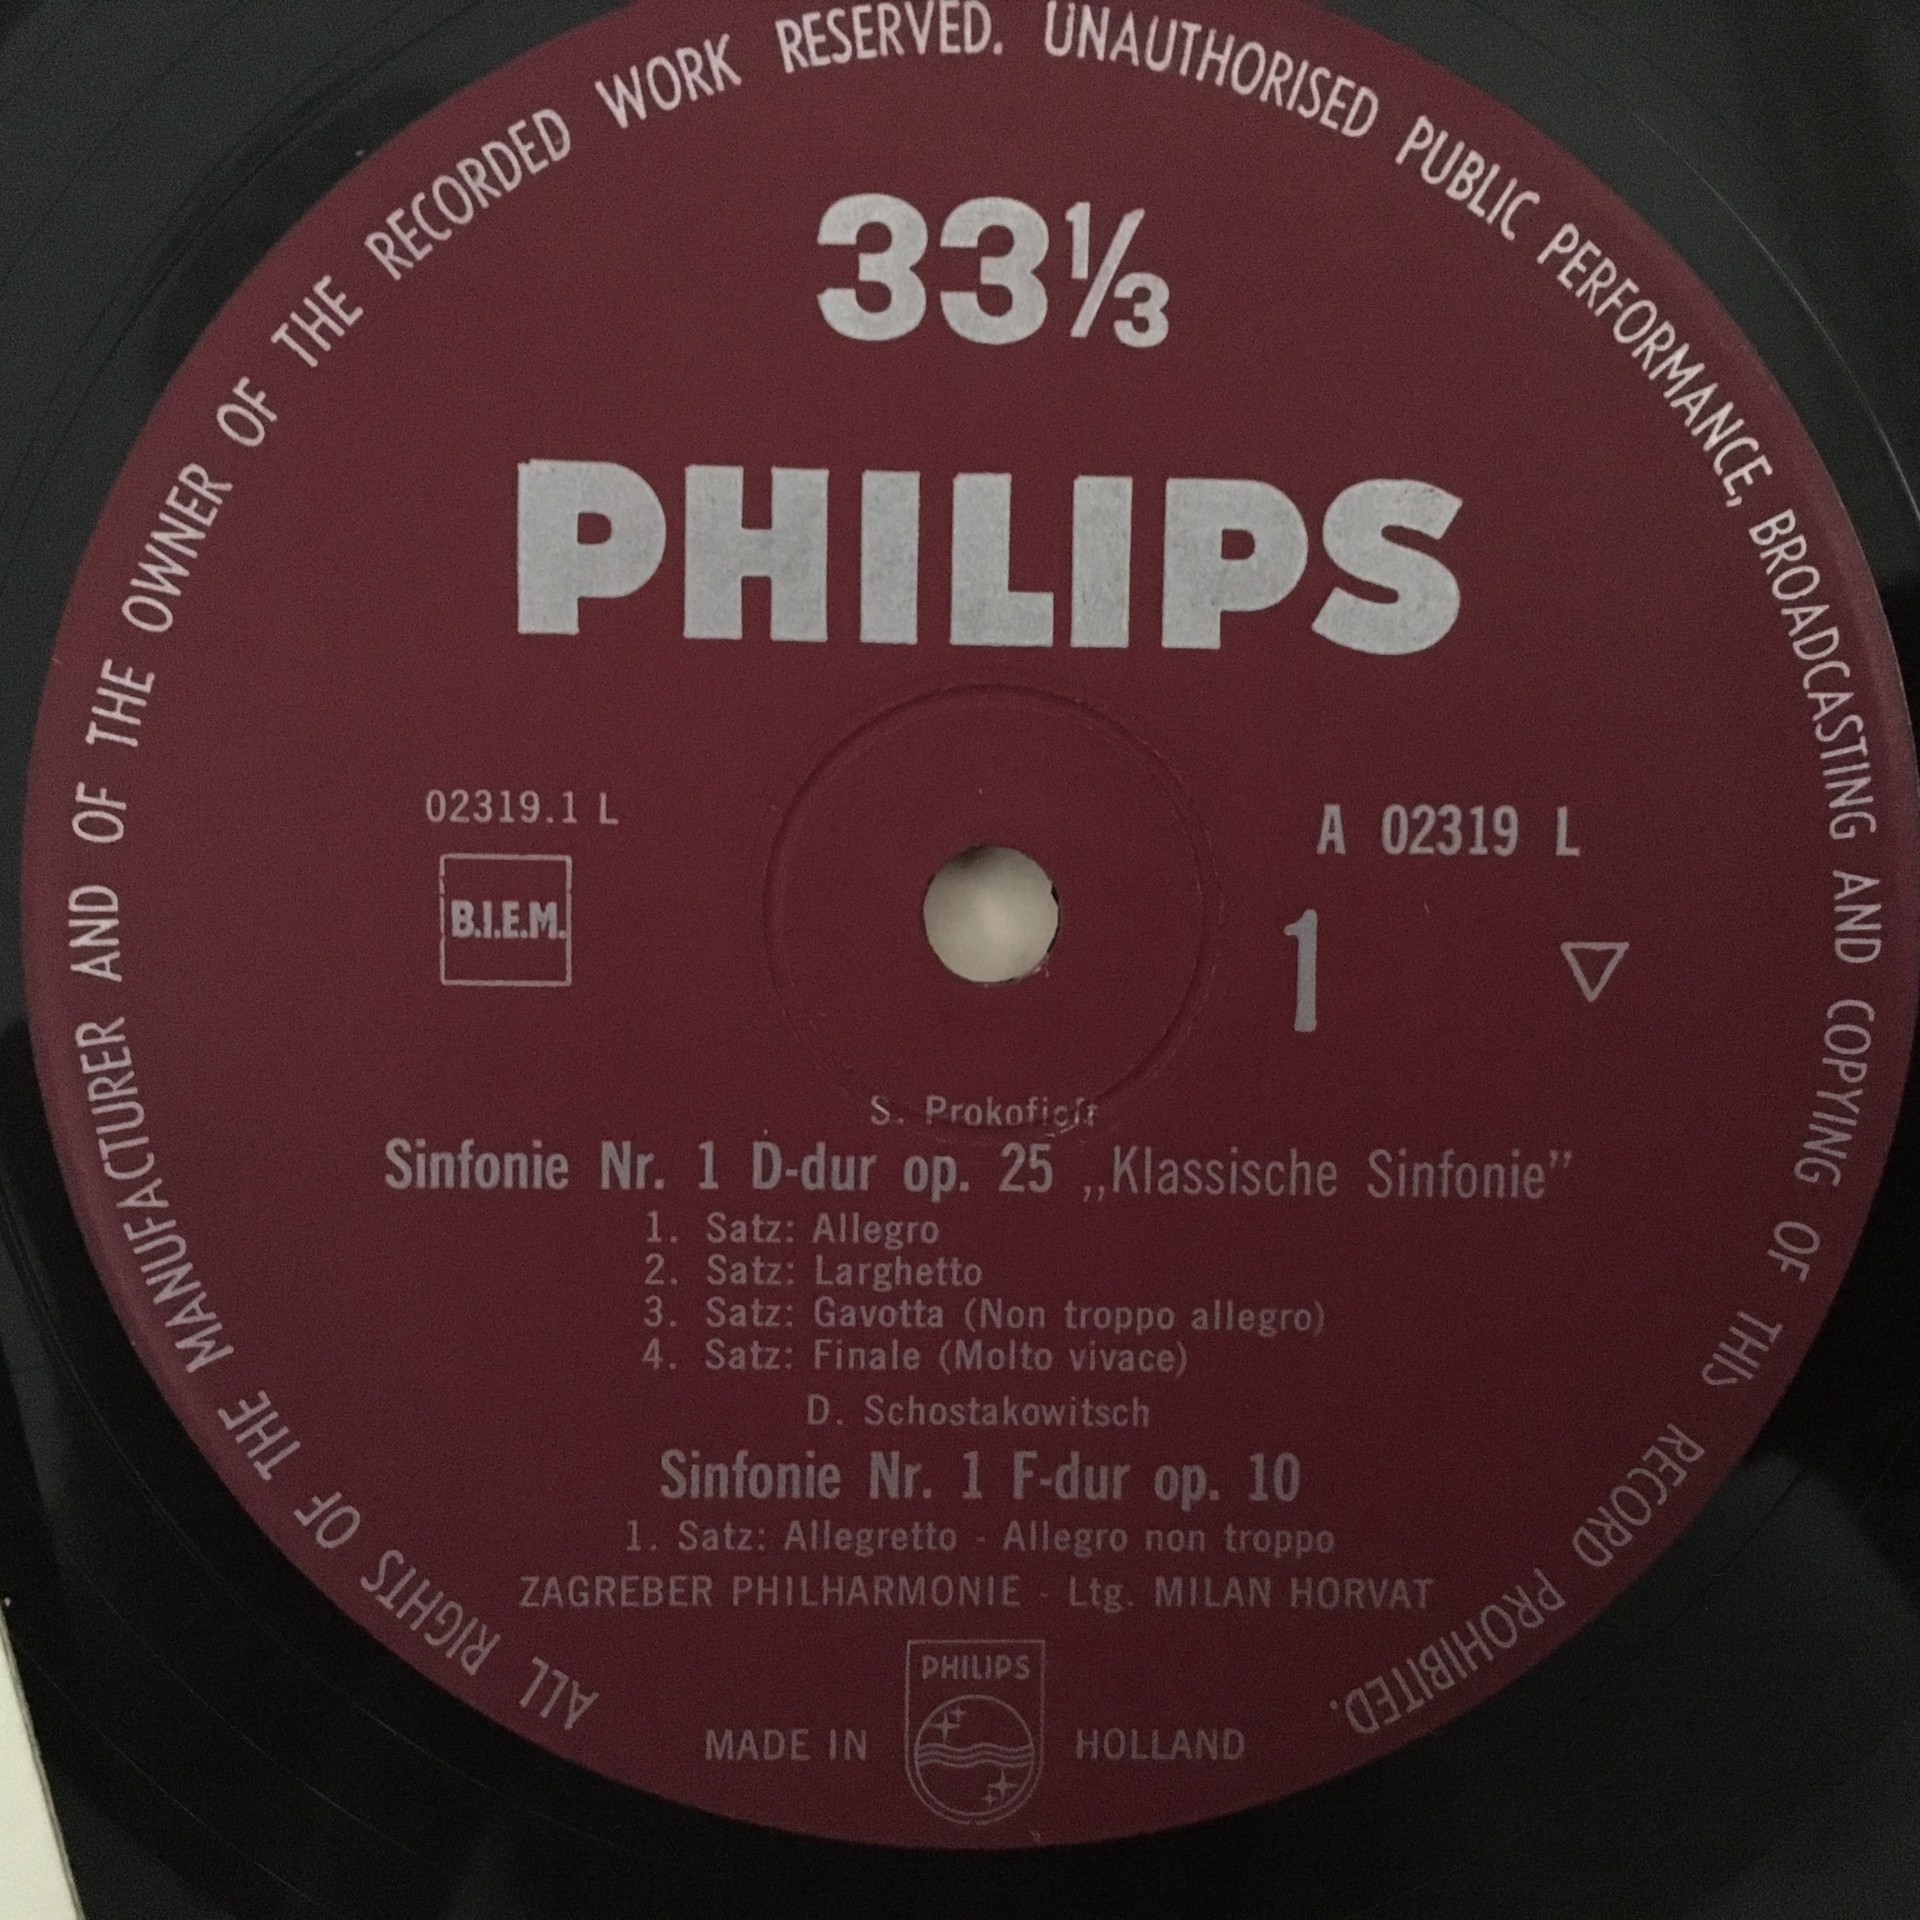 ALL RIGHTS OF THE MANUFACTURER AND OF THE OWNER OF THE RECORDED WORK RESERVED. UNAUTHORISED PUBLIC PERFORMANCE, BROADCASTING AND COPYING OF THIS RECORD PROHIBITED.
33⅓
PHILIPS
02319.1 L
A 02319 L
B.I.E.M.
1
S. Prokofieff
Sinfonie Nr. 1 D-dur op. 25 „Klassische Sinfonie”
1. Satz: Allegro
2. Satz: Larghetto
3. Satz: Gavotta (Non troppo allegro)
4. Satz: Finale (Molto vivace)
D. Schostakowitsch
Sinfonie Nr. 1 F-dur op. 10
1. Satz: Allegretto - Allegro non troppo
ZAGREBER PHILHARMONIE - Ltg. MILAN HORVAT
PHILIPS
MADE IN HOLLAND